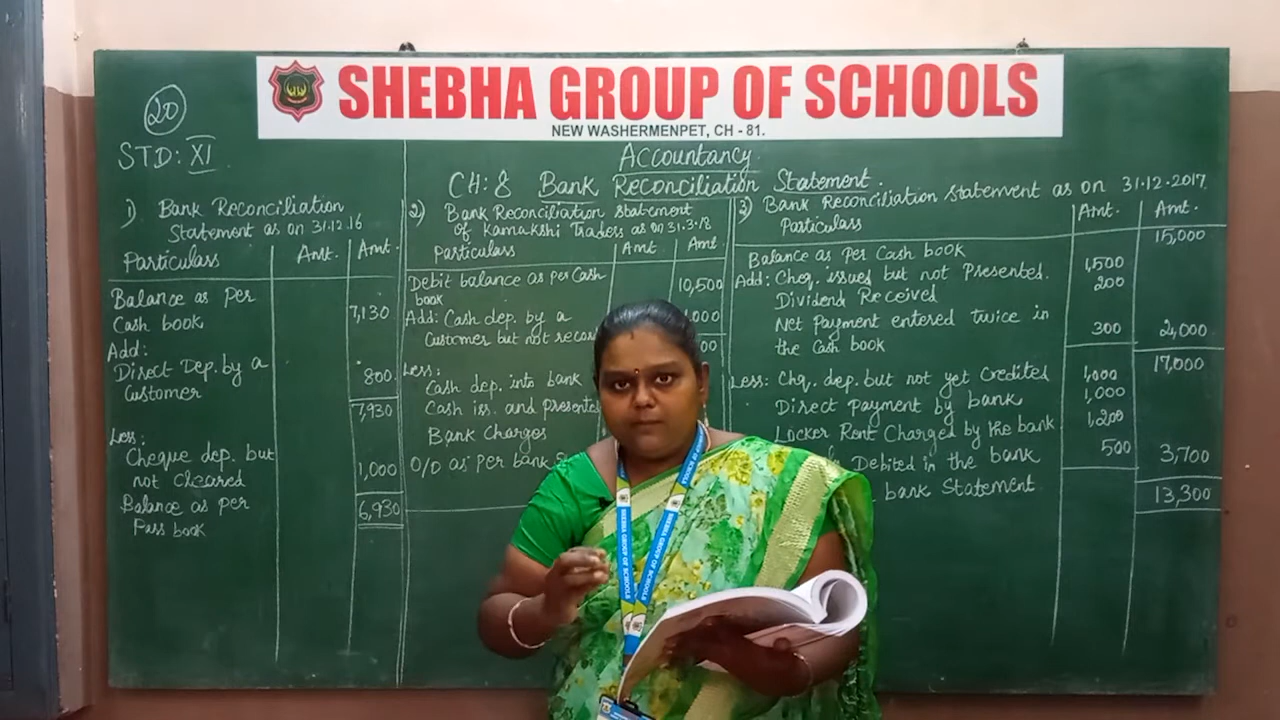 SHEBHA GROUP OF SCHOOLS
NEW WASHERMENPET, CH - 81.
20
STD: XI
Accountancy
CH: 8 Bank Reconciliation Statement
1) Bank Reconciliation
Statement as on 31.12.16
Particulars Amt. Amt.
Balance as per
Cash book 7,130
Add:
Direct Dep. by a
Customer 800
7,930
Less:
Cheque dep. but
not Cleared 1,000
Balance as per
Pass book 6,930
2) Bank Reconciliation statement
of Kamakshi Traders as on 31.3.18
Particulars Amt Amt
Debit balance as per Cash
book 10,500
Add: Cash dep. by a 000
Customer but not 00
Less:
Cash dep. into bank
Cash iss. and
Bank Charges
O/D as per bank
3) Bank Reconciliation statement as on 31.12.2017
Particulars Amt. Amt.
Balance as Per Cash book 15,000
Add: Cheq. issued but not Presented. 1,500
Dividend Received 200
Net Payment entered twice in
the Cash book 300 2,000
17,000
Less: Chq. dep. but not yet Credited 1,000
Direct Payment by bank 1,000
Locker Rent Charged by the bank 1,200
Debited in the bank 500 3,700
bank Statement 13,300
SHEBHA GROUP OF SCHOOLS
SHEBHA GROUP OF SCHOOLS